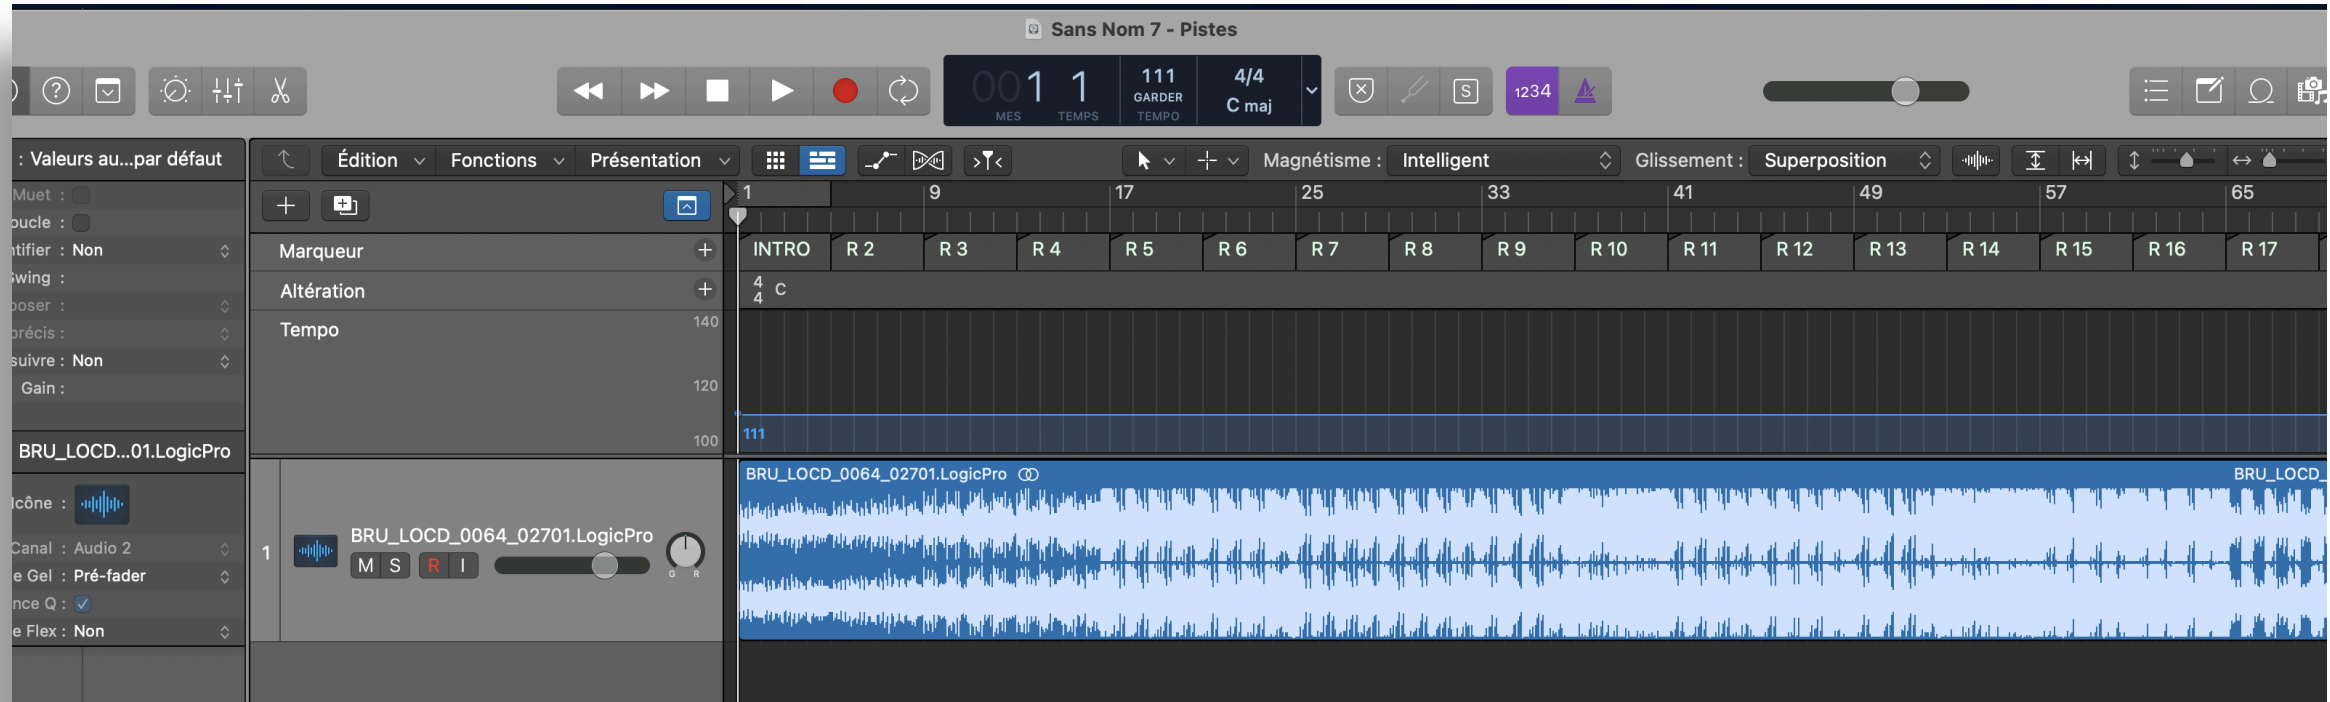 Sans Nom 7 - Pistes
001 1 111 4/4
GARDER C maj
MES TEMPS TEMPO
S 1234
: Valeurs au...par défaut
Édition Fonctions Présentation Magnétisme : Intelligent Glissement : Superposition
Muet :
oucle :
ntifier : Non
Swing :
poser :
précis :
suivre : Non
Gain :
1 9 17 25 33 41 49 57 65
Marqueur
INTRO R 2 R 3 R 4 R 5 R 6 R 7 R 8 R 9 R 10 R 11 R 12 R 13 R 14 R 15 R 16 R 17
Altération
4
4 C
Tempo
140
120
100
111
BRU_LOCD...01.LogicPro
Icône :
Canal : Audio 2
e Gel : Pré-fader
nce Q :
e Flex : Non
1
BRU_LOCD_0064_02701.LogicPro
M S R I
G R
BRU_LOCD_0064_02701.LogicPro BRU_LOCD_